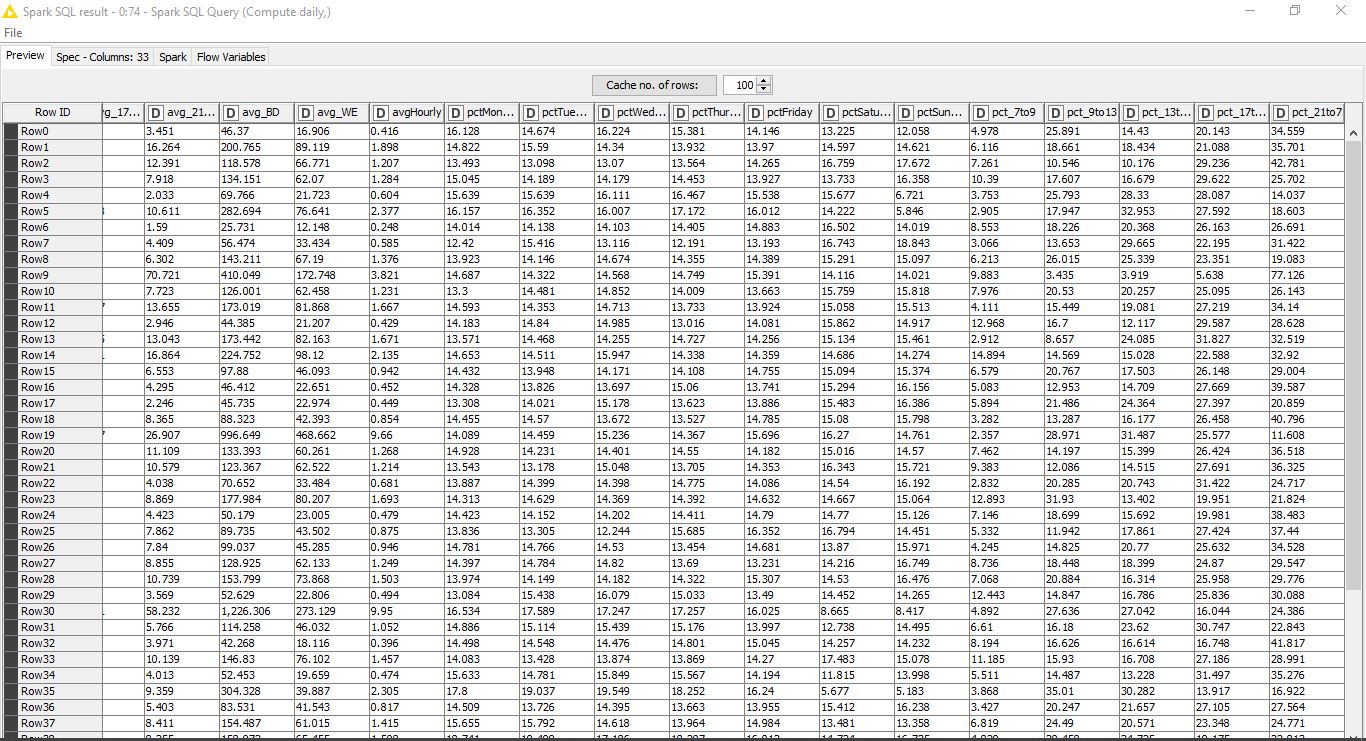 Spark SQL result - 0:74 - Spark SQL Query (Compute daily,)
File
Preview Spec - Columns: 33 Spark Flow Variables
Cache no. of rows: 100
Row ID vg_17... D avg_21... D avg_BD D avg_WE D avgHourly D pctMon... D pctTue... D pctWed... D pctThur... D pctFriday D pctSatu... D pctSun... D pct_7to9 D pct_9to13 D pct_13t... D pct_17t... D pct_21to7
Row0 3.451 46.37 16.906 0.416 16.128 14.674 16.224 15.381 14.146 13.225 12.058 4.978 25.891 14.43 20.143 34.559
Row1 16.264 200.765 89.119 1.898 14.822 15.59 14.34 13.932 13.97 14.597 14.621 6.116 18.661 18.434 21.088 35.701
Row2 12.391 118.578 66.771 1.207 13.493 13.098 13.07 13.564 14.265 16.759 17.672 7.261 10.546 10.176 29.236 42.781
Row3 7.918 134.151 62.07 1.284 15.045 14.189 14.179 14.453 13.927 13.733 16.358 10.39 17.607 16.679 29.622 25.702
Row4 2.033 69.766 21.723 0.604 15.639 15.639 16.111 16.467 15.538 15.677 6.721 3.753 25.793 28.33 28.087 14.037
Row5 10.611 282.694 76.641 2.377 16.157 16.352 16.007 17.172 16.012 14.222 5.846 2.905 17.947 32.953 27.592 18.603
Row6 1.59 25.731 12.148 0.248 14.014 14.138 14.103 14.405 14.883 16.502 14.019 8.553 18.226 20.368 26.163 26.691
Row7 4.409 56.474 33.434 0.585 12.42 15.416 13.116 12.191 13.193 16.743 18.843 3.066 13.653 29.665 22.195 31.422
Row8 6.302 143.211 67.19 1.376 13.923 14.146 14.674 14.355 14.389 15.291 15.097 6.213 26.015 25.339 23.351 19.083
Row9 70.721 410.049 172.748 3.821 14.687 14.322 14.568 14.749 15.391 14.116 14.021 9.883 3.435 3.919 5.638 77.126
Row10 7.723 126.001 62.458 1.231 13.3 14.481 14.852 14.009 13.663 15.759 15.818 7.976 20.53 20.257 25.095 26.143
Row11 13.655 173.019 81.868 1.667 14.593 14.353 14.713 13.733 13.924 15.058 15.513 4.111 15.449 19.081 27.219 34.14
Row12 2.946 44.385 21.207 0.429 14.183 14.84 14.985 13.016 14.081 15.862 14.917 12.968 16.7 12.117 29.587 28.628
Row13 13.043 173.442 82.163 1.671 13.571 14.468 14.255 14.727 14.256 15.134 15.461 2.912 8.657 24.085 31.827 32.519
Row14 16.864 224.752 98.12 2.135 14.653 14.511 15.947 14.338 14.359 14.686 14.274 14.894 14.569 15.028 22.588 32.92
Row15 6.553 97.88 46.093 0.942 14.432 13.948 14.171 14.108 14.755 15.094 15.374 6.579 20.767 17.503 26.148 29.004
Row16 4.295 46.412 22.651 0.452 14.328 13.826 13.697 15.06 13.741 15.294 16.156 5.083 12.953 14.709 27.669 39.587
Row17 2.246 45.735 22.974 0.449 13.308 14.021 15.178 13.623 13.886 15.483 16.386 5.894 21.486 24.364 27.397 20.859
Row18 8.365 88.323 42.393 0.854 14.455 14.57 13.672 13.527 14.785 15.08 15.798 3.282 13.287 16.177 26.458 40.796
Row19 26.907 996.649 468.662 9.66 14.089 14.459 15.236 14.367 15.696 16.27 14.761 2.357 28.971 31.487 25.577 11.608
Row20 11.109 133.393 60.261 1.268 14.928 14.231 14.401 14.55 14.182 15.016 14.57 7.462 14.197 15.399 26.424 36.518
Row21 10.579 123.367 62.522 1.214 13.543 13.178 15.048 13.705 14.353 16.343 15.721 9.383 12.086 14.515 27.691 36.325
Row22 4.038 70.652 33.484 0.681 13.887 14.399 14.398 14.775 14.086 14.54 16.192 2.832 20.285 20.743 31.422 24.717
Row23 8.869 177.984 80.207 1.693 14.313 14.629 14.369 14.392 14.632 14.667 15.064 12.893 31.93 13.402 19.951 21.824
Row24 4.423 50.179 23.005 0.479 14.423 14.152 14.202 14.411 14.79 14.77 15.126 7.146 18.699 15.692 19.981 38.483
Row25 7.862 89.735 43.502 0.875 13.836 13.305 12.244 15.685 16.352 16.794 14.451 5.332 11.942 17.861 27.424 37.44
Row26 7.84 99.037 45.285 0.946 14.781 14.766 14.53 13.454 14.681 13.87 15.971 4.245 14.825 20.77 25.632 34.528
Row27 8.855 128.925 62.133 1.249 14.397 14.784 14.82 13.69 13.231 14.216 16.749 8.736 18.448 18.399 24.87 29.547
Row28 10.739 153.799 73.868 1.503 13.974 14.149 14.182 14.322 15.307 14.53 16.476 7.068 20.884 16.314 25.958 29.776
Row29 3.569 52.629 22.806 0.494 13.084 15.438 16.079 15.033 13.49 14.452 14.265 12.443 14.847 16.786 25.836 30.088
Row30 58.232 1,226.306 273.129 9.95 16.534 17.589 17.247 17.257 16.025 8.665 8.417 4.892 27.636 27.042 16.044 24.386
Row31 5.766 114.258 46.032 1.052 14.886 15.114 15.439 15.176 13.997 12.738 14.495 6.61 16.18 23.62 30.747 22.843
Row32 3.971 42.268 18.116 0.396 14.498 14.548 14.476 14.801 15.045 14.257 14.232 8.194 16.626 16.614 16.748 41.817
Row33 10.139 146.83 76.102 1.457 14.083 13.428 13.874 13.869 14.27 17.483 15.078 11.185 15.93 16.708 27.186 28.991
Row34 4.013 52.453 19.659 0.474 15.633 14.781 15.849 15.567 14.194 11.815 13.998 5.511 14.487 13.228 31.497 35.276
Row35 9.359 304.328 39.887 2.305 17.8 19.037 19.549 18.252 16.24 5.677 5.183 3.868 35.01 30.282 13.917 16.922
Row36 5.403 83.531 41.543 0.817 14.509 13.726 14.395 13.663 13.955 15.412 16.238 3.427 20.247 21.657 27.105 27.564
Row37 8.411 154.487 61.015 1.415 15.655 15.792 14.618 13.964 14.984 13.481 13.358 6.819 24.49 20.571 23.348 24.771